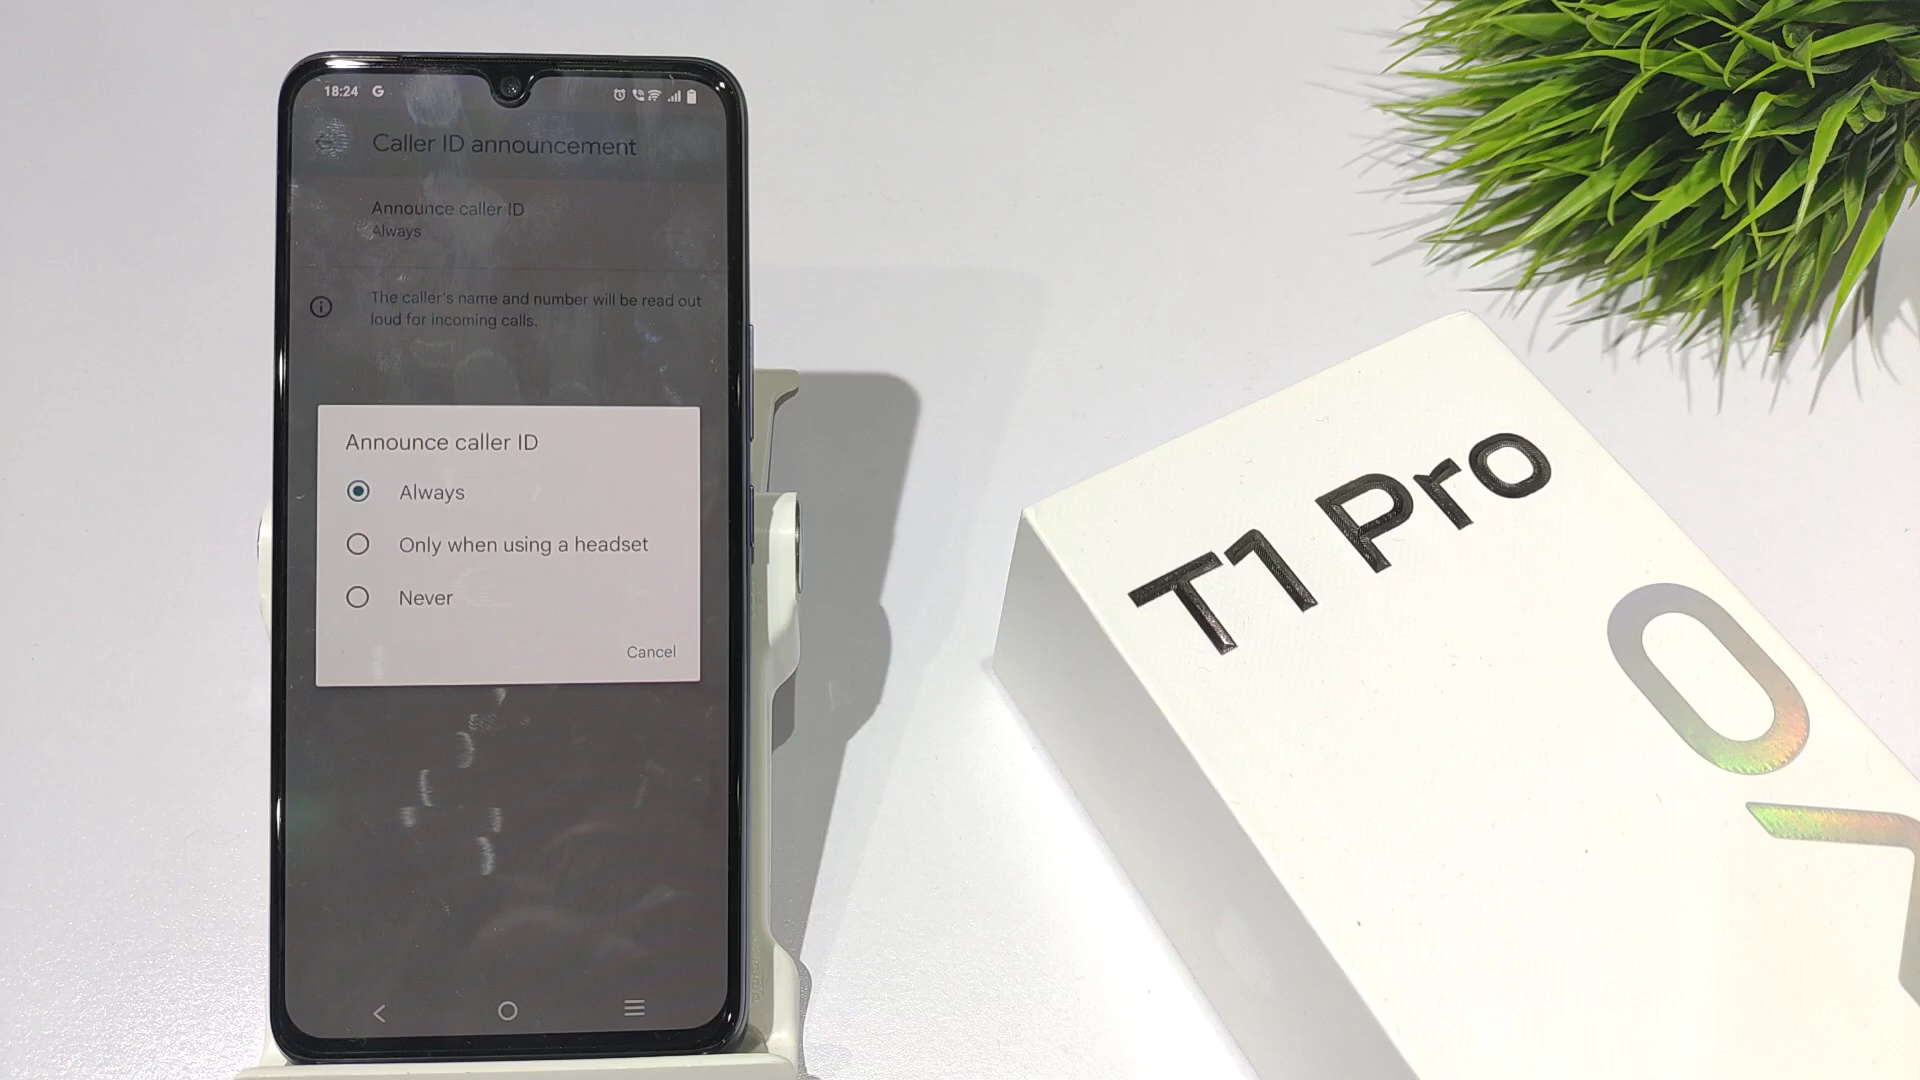 18:24 G
Caller ID announcement
Announce caller ID
Always
The caller's name and number will be read out
loud for incoming calls.
Announce caller ID
Always
Only when using a headset
Never
Cancel
T1 Pro